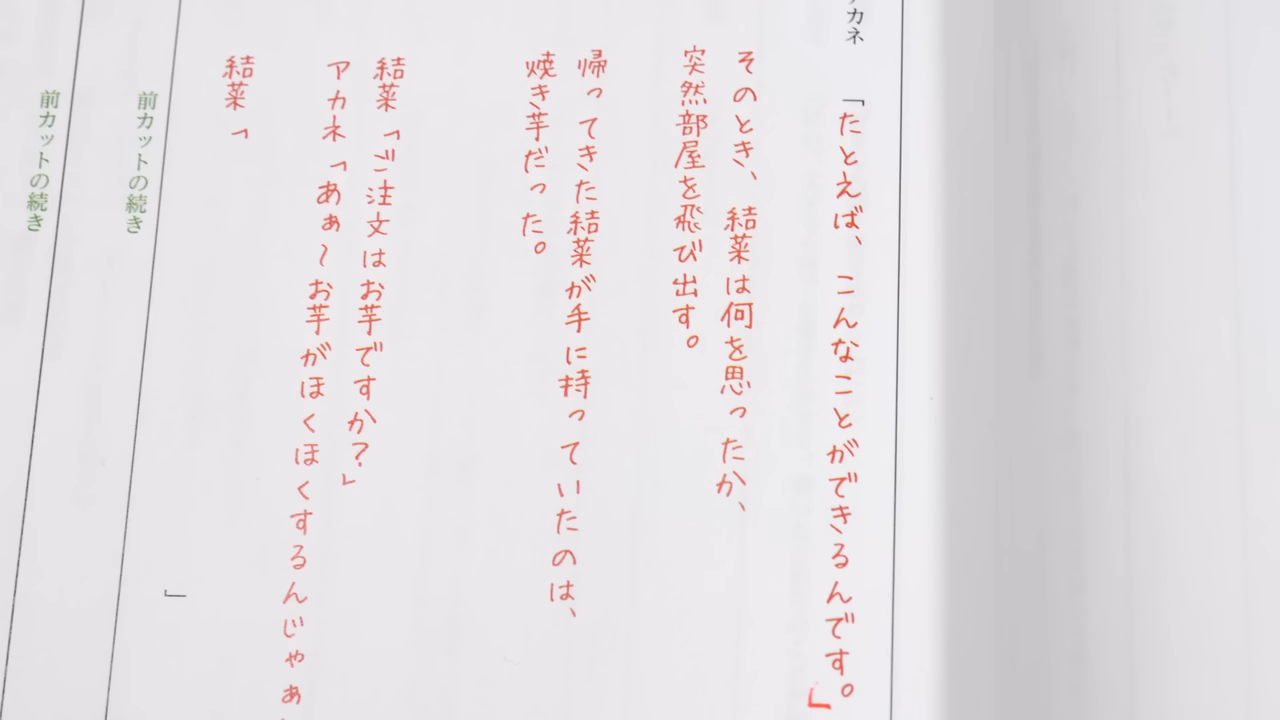 カネ「たとえば、こんなことができるんです。」
そのとき、結菜は何を思ったか、
突然部屋を飛び出す。
帰ってきた結菜が手に持っていたのは、
焼き芋だった。
結菜「ご注文はお芋ですか？」
アカネ「あぁ～お芋がほくほくするんじゃぁ
結菜「
」
前カットの続き
前カットの続き